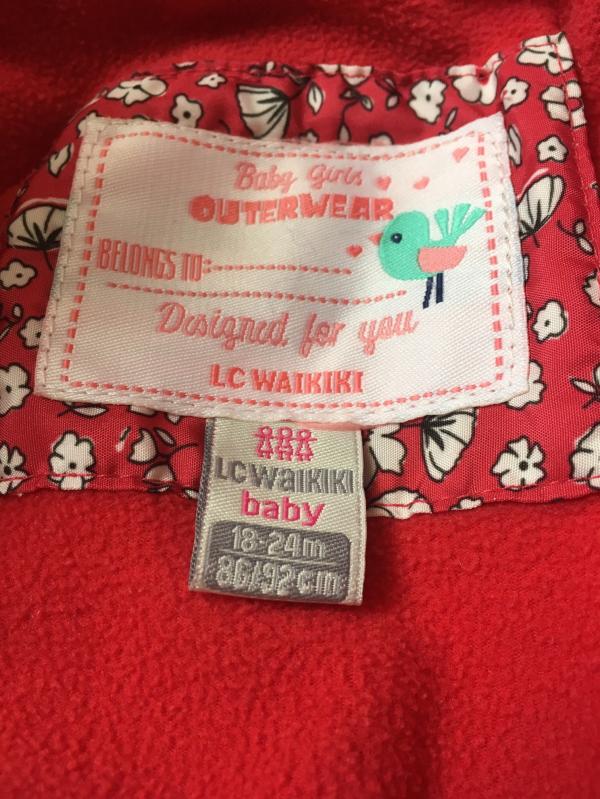 Baby Girls
OUTERWEAR
BELONGS TO:
Designed for you
LC WAIKIKI
LC WAIKIKI
baby
18-24m
86/92cm